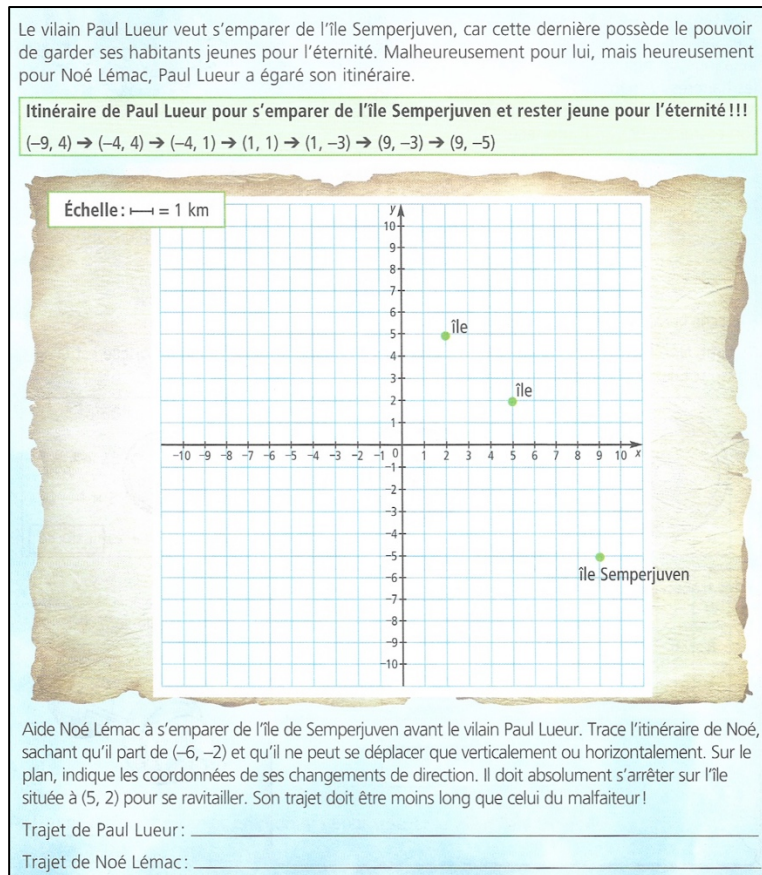 Le vilain Paul Lueur veut s’emparer de l’île Semperjuven, car cette dernière possède le pouvoir
de garder ses habitants jeunes pour l’éternité. Malheureusement pour lui, mais heureusement
pour Noé Lémac, Paul Lueur a égaré son itinéraire.
Itinéraire de Paul Lueur pour s’emparer de l’île Semperjuven et rester jeune pour l’éternité!!!
(–9, 4) ➔ (–4, 4) ➔ (–4, 1) ➔ (1, 1) ➔ (1, –3) ➔ (9, –3) ➔ (9, –5)
Échelle : = 1 km
y
10
9
8
7
6
5
île
4
3
île
2
1
–10 –9 –8 –7 –6 –5 –4 –3 –2 –1 0 1 2 3 4 5 6 7 8 9 10 x
–1
–2
–3
–4
–5
–6
île Semperjuven
–7
–8
–9
–10
Aide Noé Lémac à s’emparer de l’île de Semperjuven avant le vilain Paul Lueur. Trace l’itinéraire de Noé,
sachant qu’il part de (–6, –2) et qu’il ne peut se déplacer que verticalement ou horizontalement. Sur le
plan, indique les coordonnées de ses changements de direction. Il doit absolument s’arrêter sur l’île
située à (5, 2) pour se ravitailler. Son trajet doit être moins long que celui du malfaiteur!
Trajet de Paul Lueur :
Trajet de Noé Lémac :